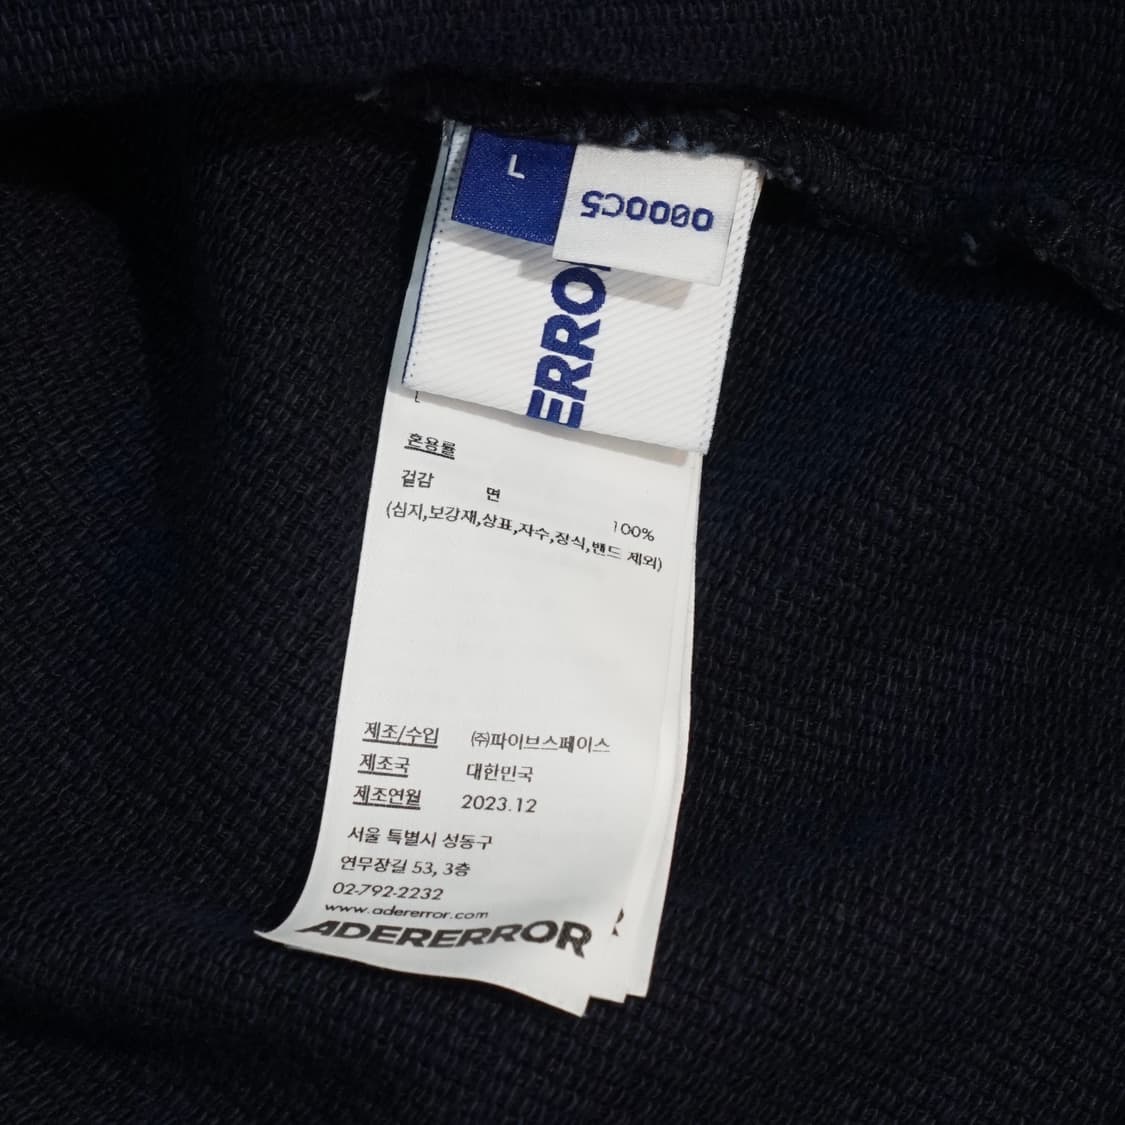 L
0000C5
ERROR
L
혼용률
겉감 면 100%
(심지,보강재,상표,자수,장식,밴드 제외)
제조/수입 ㈜파이브스페이스
제조국 대한민국
제조연월 2023.12
서울 특별시 성동구
연무장길 53, 3층
02-792-2232
www.adererror.com
ADERERROR
R